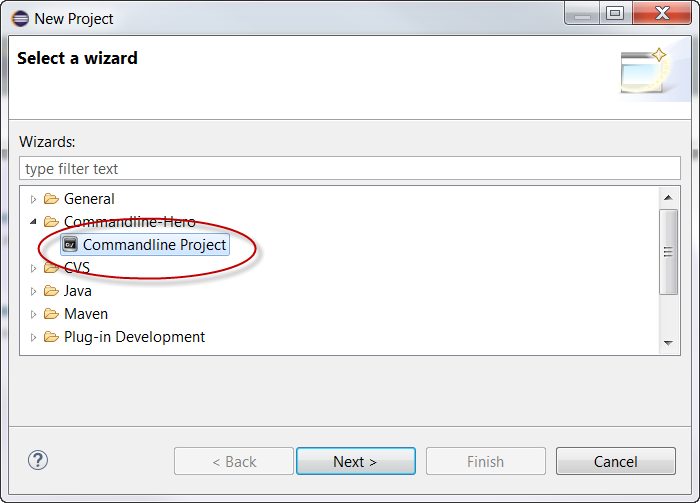 New Project
Select a wizard
Wizards:
type filter text
General
Commandline-Hero
Commandline Project
CVS
Java
Maven
Plug-in Development
?
< Back
Next >
Finish
Cancel